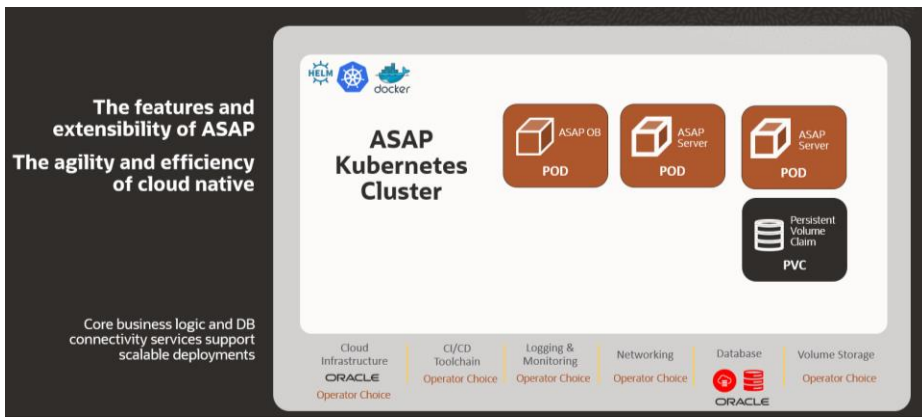 The features and
extensibility of ASAP
The agility and efficiency
of cloud native
Core business logic and DB
connectivity services support
scalable deployments
HELM
docker
ASAP
Kubernetes
Cluster
ASAP OB
POD
ASAP
Server
POD
ASAP
Server
POD
Persistent
Volume
Claim
PVC
Cloud
Infrastructure
ORACLE
Operator Choice
CI/CD
Toolchain
Operator Choice
Logging &
Monitoring
Operator Choice
Networking
Operator Choice
Database
ORACLE
Volume Storage
Operator Choice